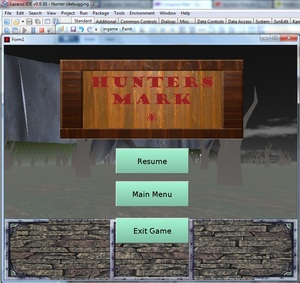 Lazarus IDE v0.9.30 - Hunter (debugging
File Edit Search View Project Run Package Tools Environment Window Help
Standard Additional Common Controls Dialogs Misc Data Controls Data Access System SynEdit
ingame - Paint
Form1
HUNTERS
MARK
Resume
Main Menu
Exit Game